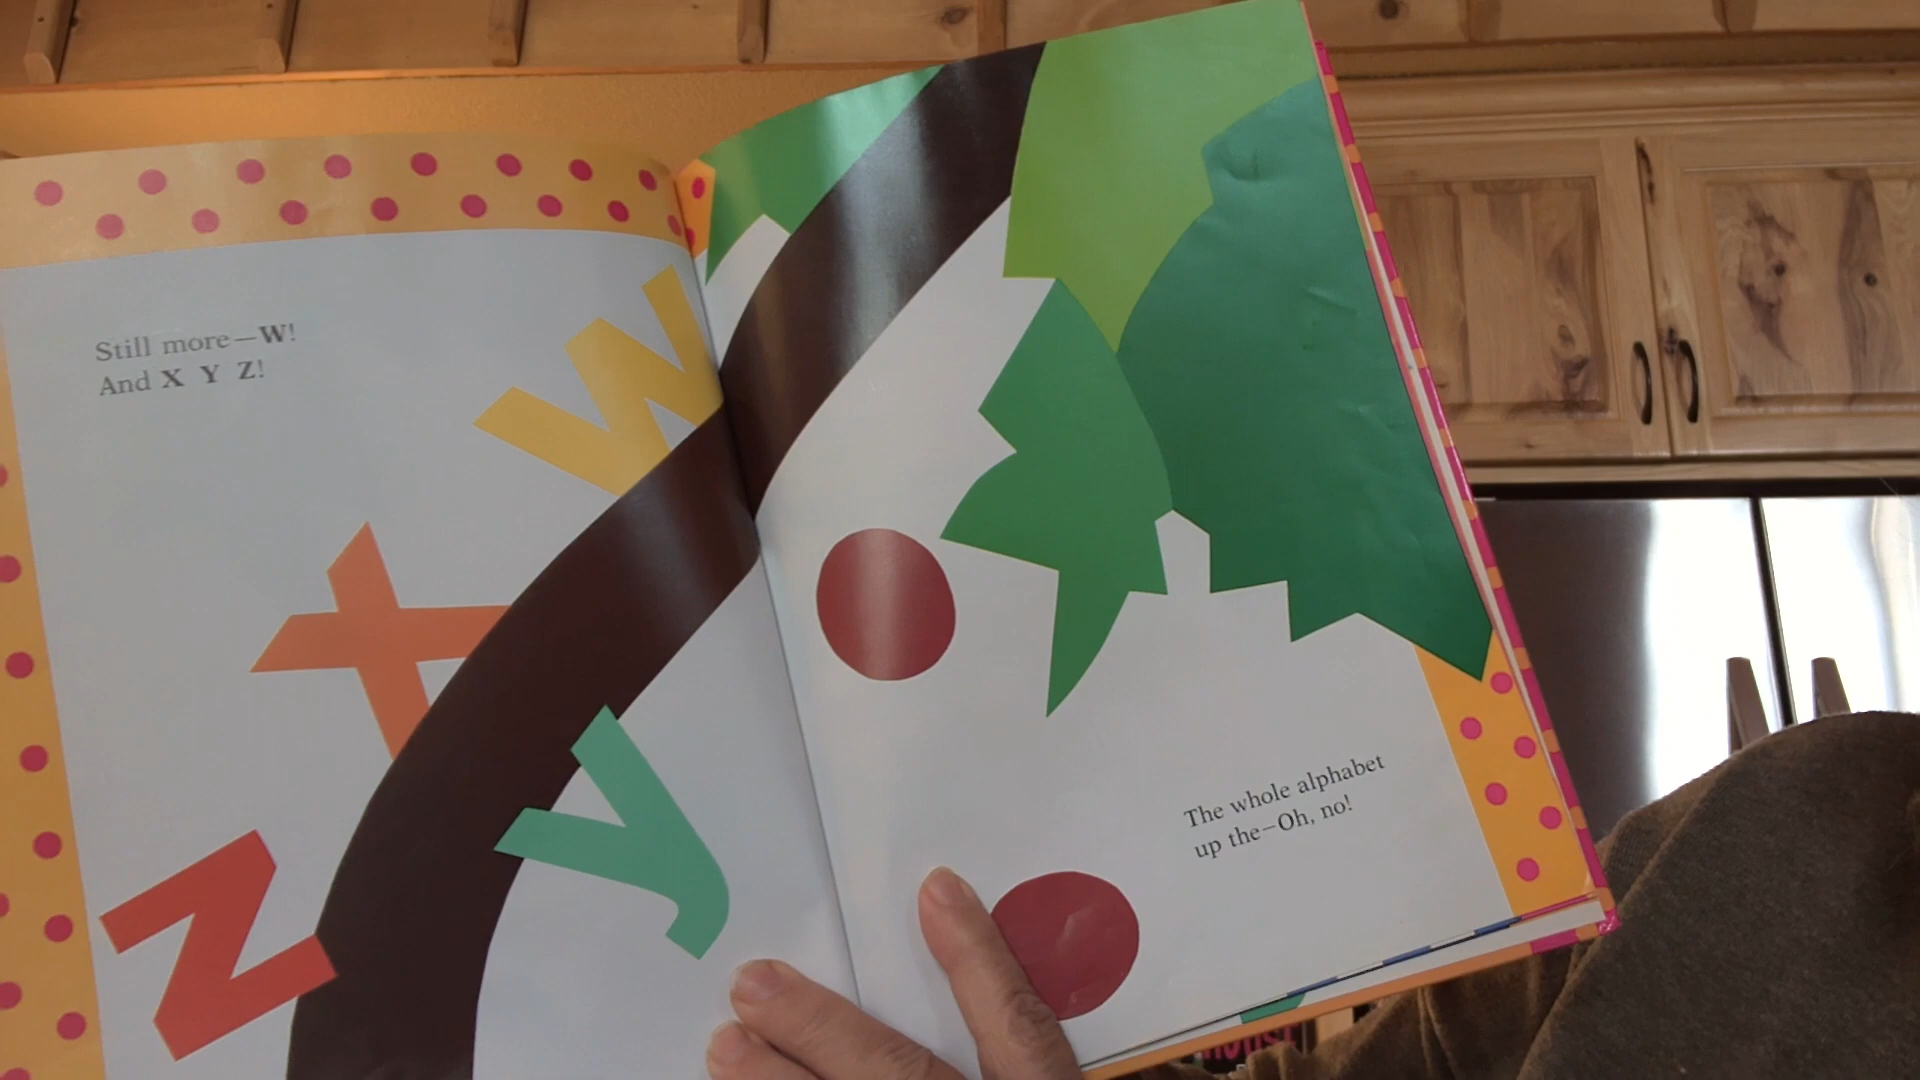 Still more—W!
And X Y Z!
w
x
y
z
The whole alphabet
up the—Oh, no!